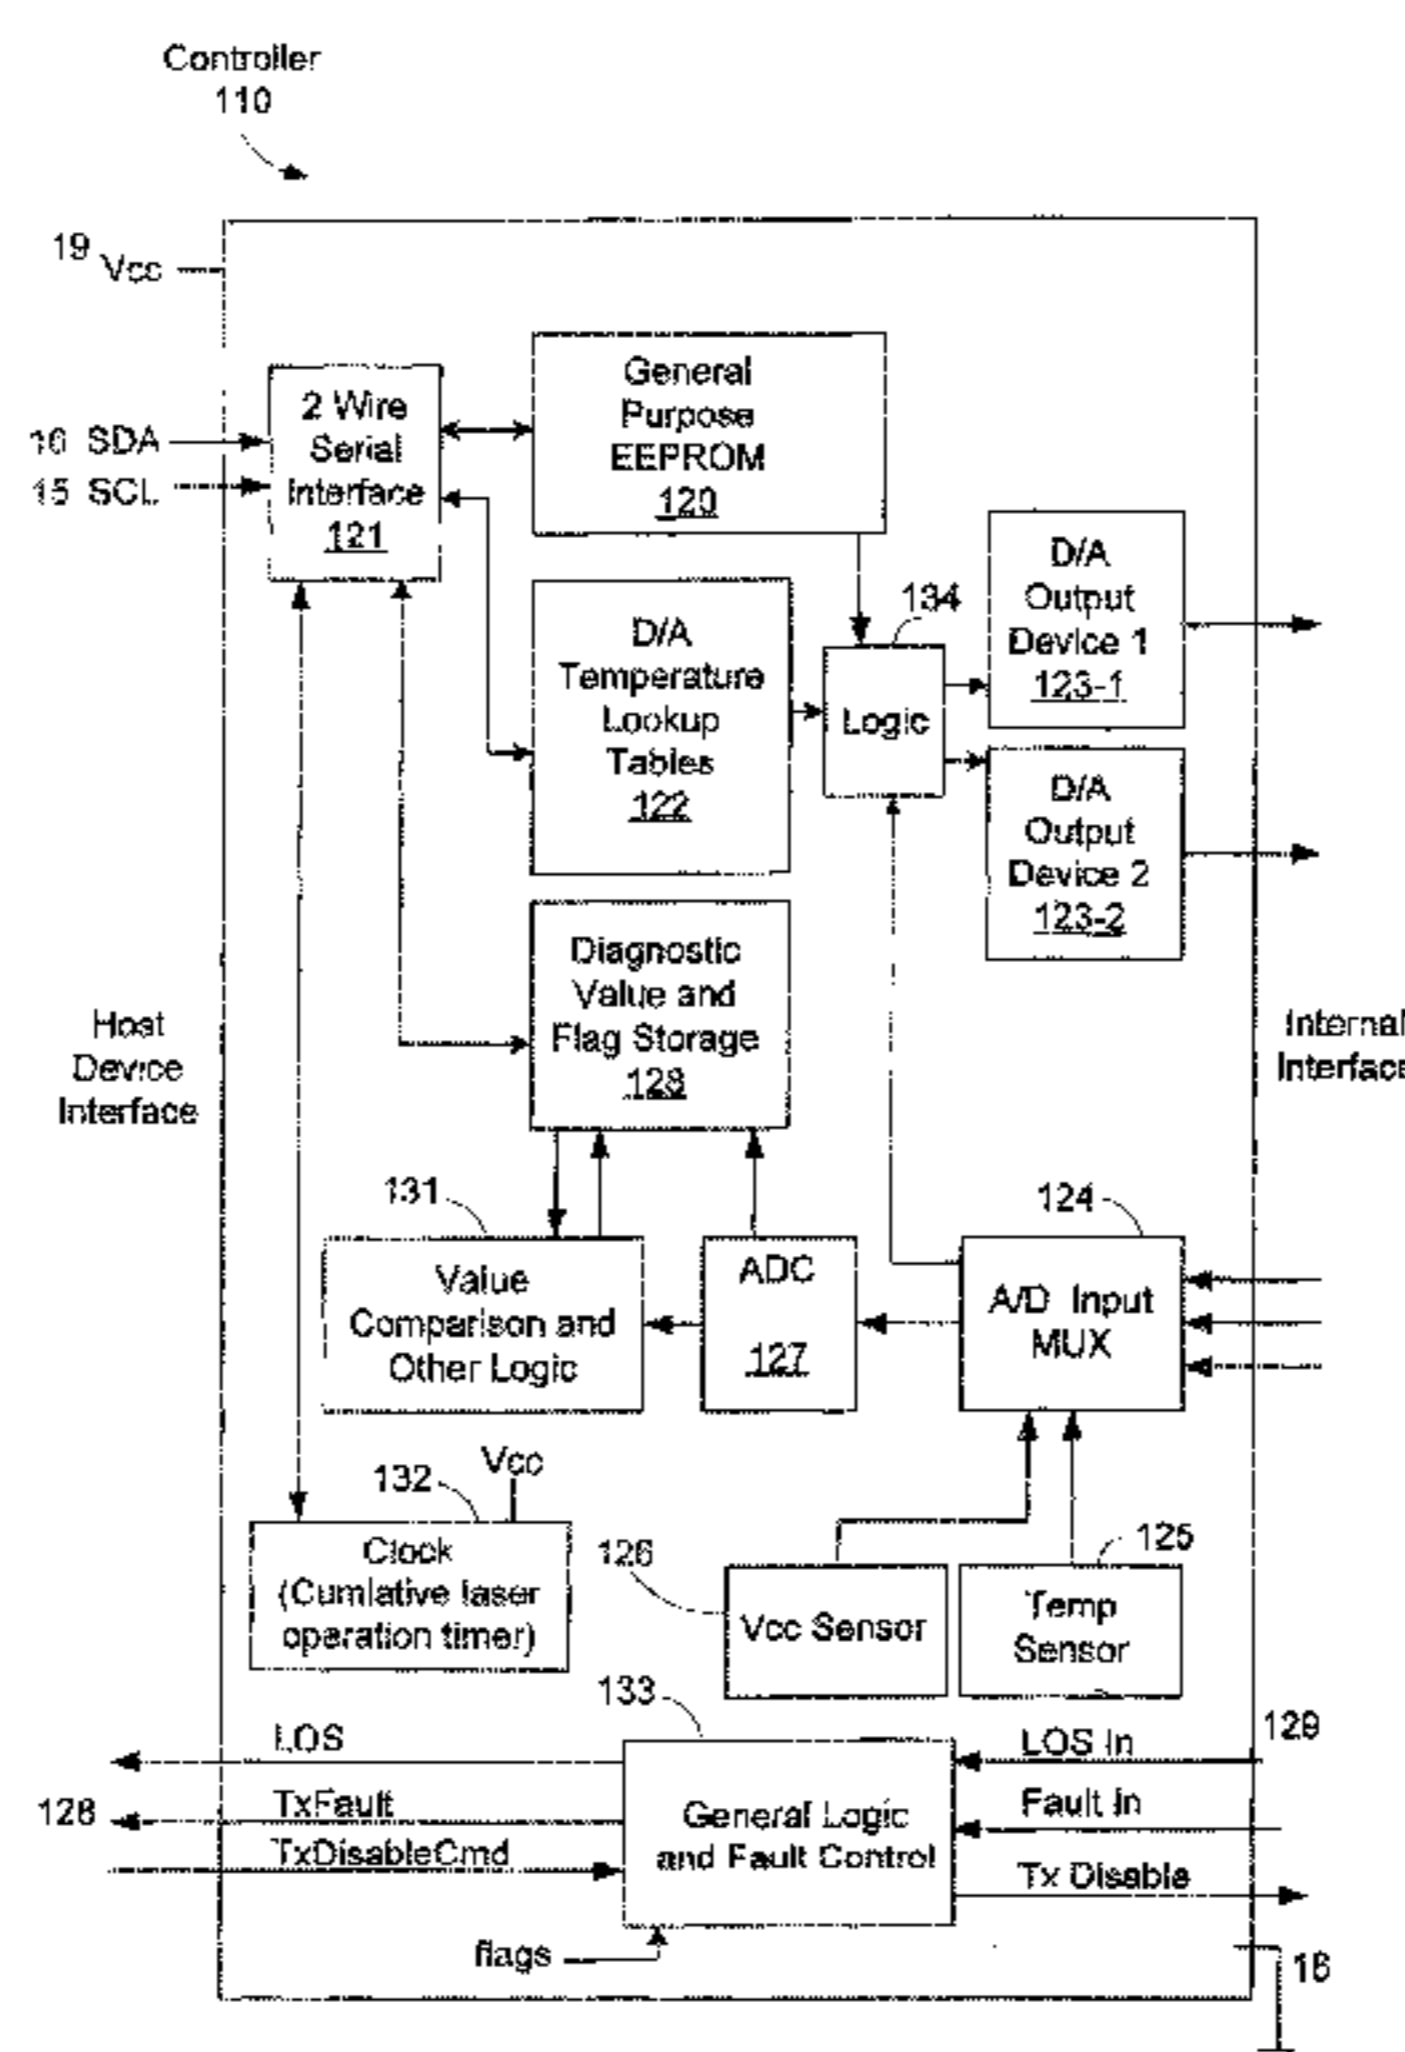 Controller
110
19 Vcc
2 Wire
Serial
Interface
121
16 SDA
15 SCL
General
Purpose
EEPROM
120
D/A
Output
Device 1
123-1
134
D/A
Temperature
Lookup
Tables
122
Logic
D/A
Output
Device 2
123-2
Diagnostic
Value and
Flag Storage
128
Host
Device
Interface
Internal
Interface
131
124
Value
Comparison and
Other Logic
ADC
127
A/D Input
MUX
132
Vcc
Clock
(Cumlative laser
operation timer)
126
125
Vcc Sensor
Temp
Sensor
133
LOS
LOS In
129
128
TxFault
Fault in
TxDisableCmd
General Logic
and Fault Control
Tx Disable
flags
16